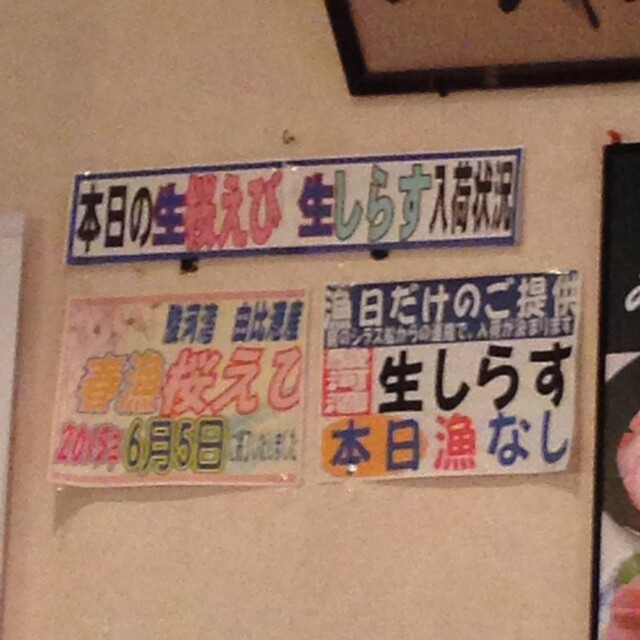 本日の生桜えび 生しらす入荷状況
駿河湾 由比港産
春漁桜えび
2015年6月5日
漁日だけのご提供
生しらす
本日漁なし